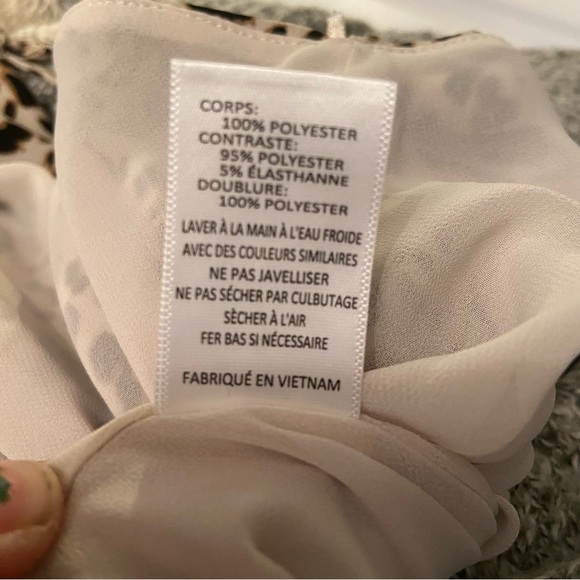 CORPS:
100% POLYESTER
CONTRASTE:
95% POLYESTER
5% ÉLASTHANNE
DOUBLURE:
100% POLYESTER
LAVER À LA MAIN À L'EAU FROIDE
AVEC DES COULEURS SIMILAIRES
NE PAS JAVELLISER
NE PAS SÉCHER PAR CULBUTAGE
SÈCHER À L'AIR
FER BAS SI NÉCESSAIRE
FABRIQUÉ EN VIETNAM